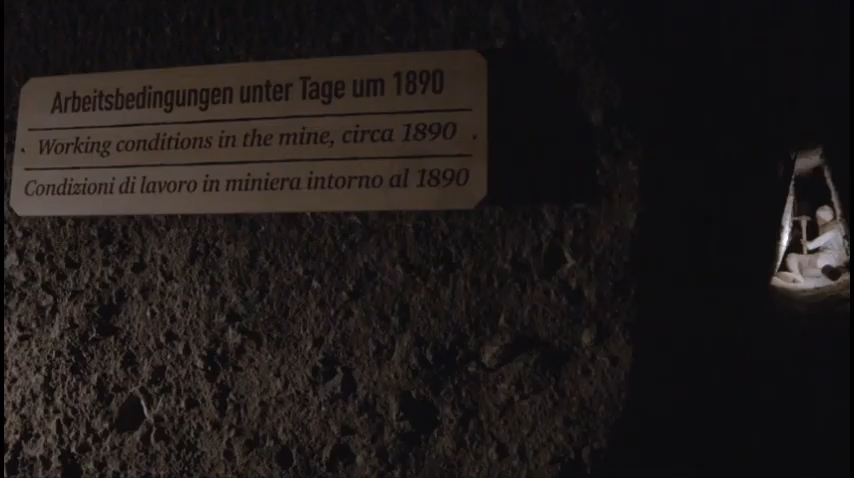 Arbeitsbedingungen unter Tage um 1890
Working conditions in the mine, circa 1890
Condizioni di lavoro in miniera intorno al 1890